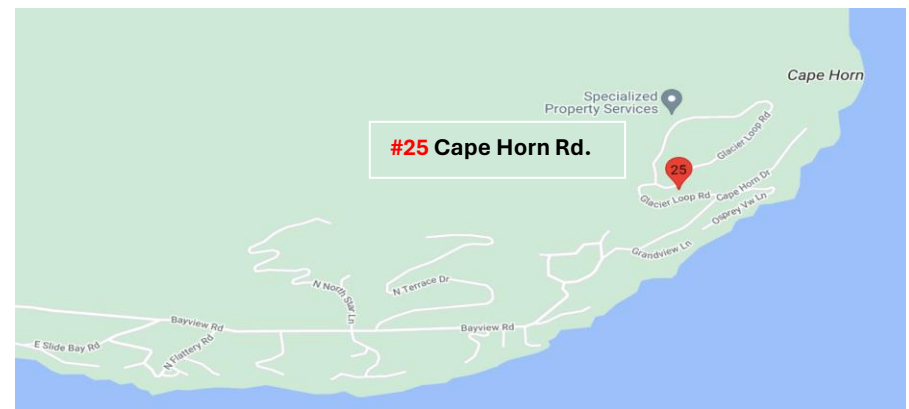 Cape Horn
Specialized
Property Services
Glacier Loop Rd
#25 Cape Horn Rd.
25
Glacier Loop Rd
Cape Horn Dr
Osprey Vw Ln
Grandview Ln
N North Star Ln
N Terrace Dr
Bayview Rd
Bayview Rd
E Slide Bay Rd
N Flattery Rd